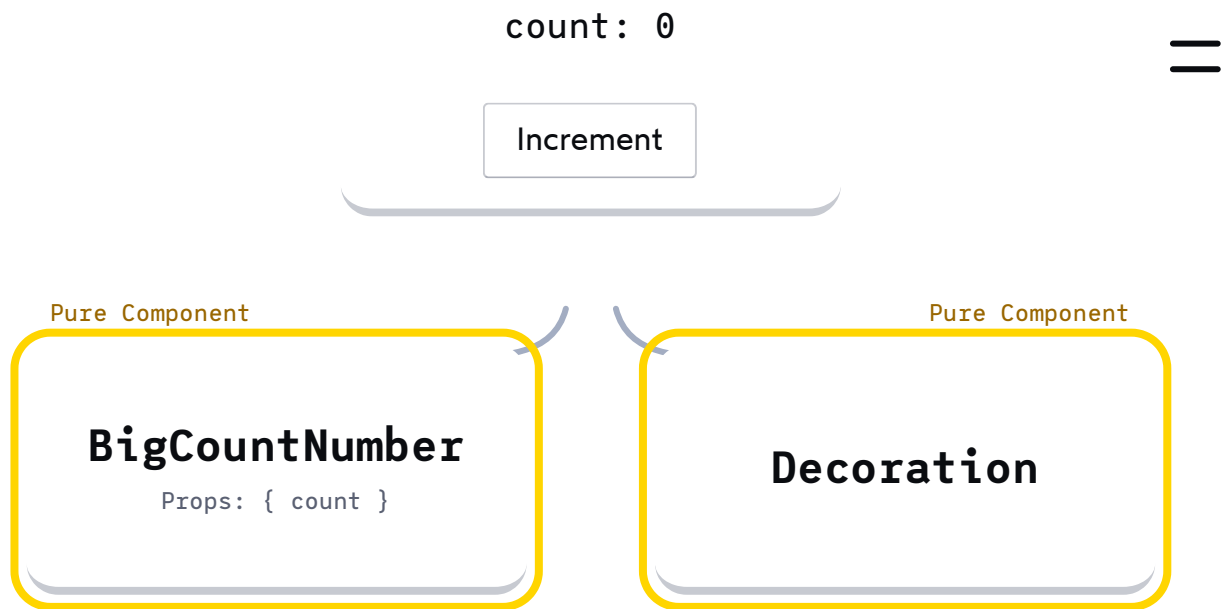 count: 0
Increment
Pure Component
Pure Component
BigCountNumber
Props: { count }
Decoration